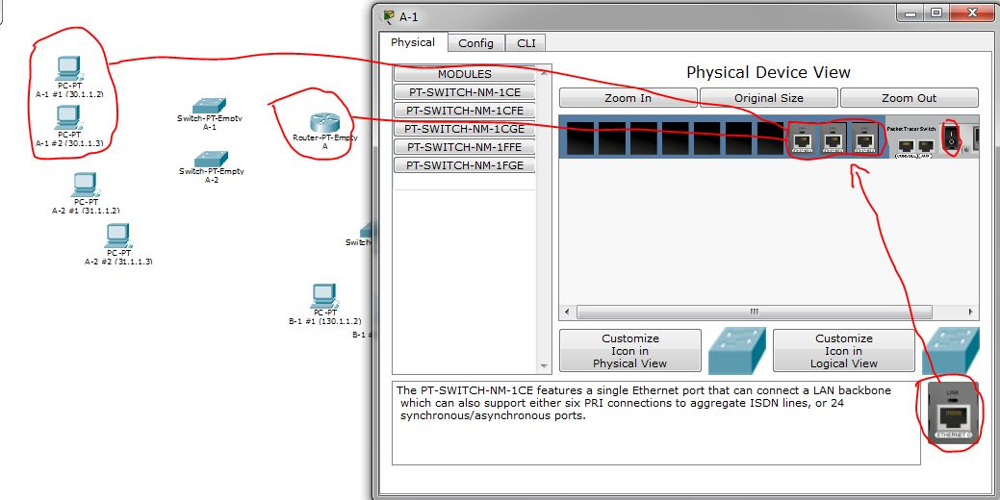 A-1
Physical
Config
CLI
MODULES
PT-SWITCH-NM-1CE
PT-SWITCH-NM-1CFE
PT-SWITCH-NM-1CGE
PT-SWITCH-NM-1FFE
PT-SWITCH-NM-1FGE
Physical Device View
Zoom In
Original Size
Zoom Out
Packet Tracer Switch
CONSOLE
AUX
Customize
Icon in
Physical View
Customize
Icon in
Logical View
The PT-SWITCH-NM-1CE features a single Ethernet port that can connect a LAN backbone
which can also support either six PRI connections to aggregate ISDN lines, or 24
synchronous/asynchronous ports.
LINK
ETHERNET 0
PC-PT
A-1 #1 (30.1.1.2)
PC-PT
A-1 #2 (30.1.1.3)
Switch-PT-Empty
A-1
Router-PT-Empty
A
Switch-PT-Empty
A-2
PC-PT
A-2 #1 (31.1.1.2)
PC-PT
A-2 #2 (31.1.1.3)
Switch
PC-PT
B-1 #1 (130.1.1.2)
B-1 #